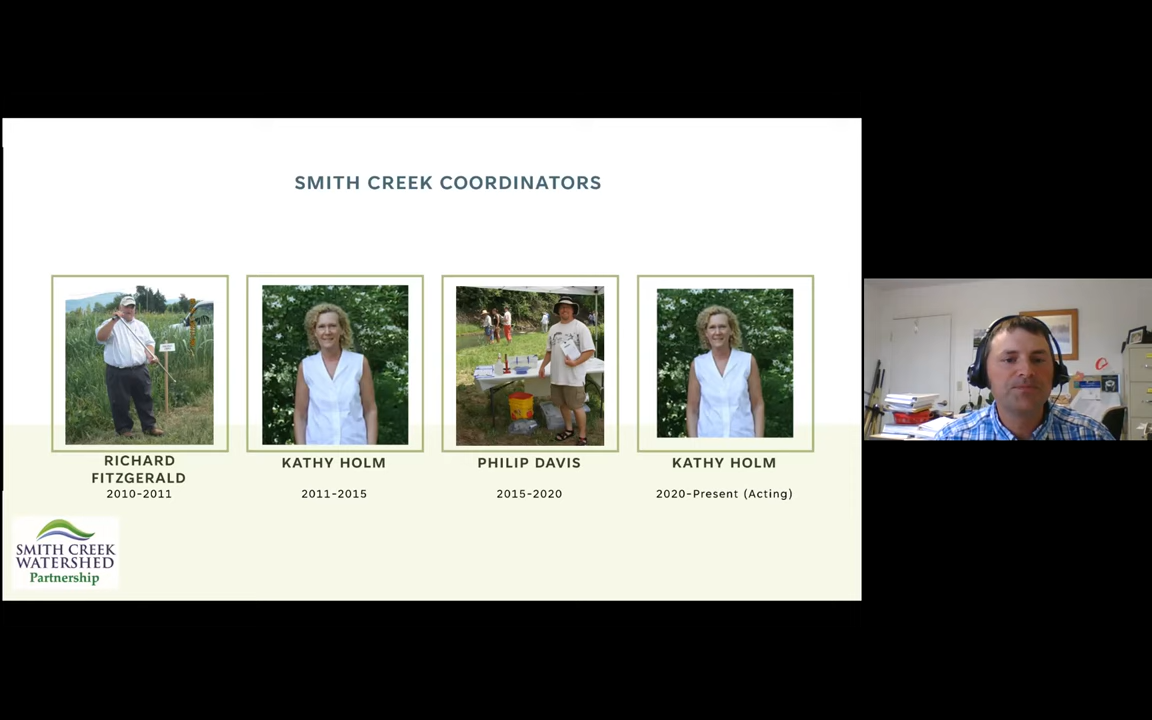 SMITH CREEK COORDINATORS
RICHARD
FITZGERALD
2010-2011
KATHY HOLM
2011-2015
PHILIP DAVIS
2015-2020
KATHY HOLM
2020-Present (Acting)
SMITH CREEK
WATERSHED
Partnership